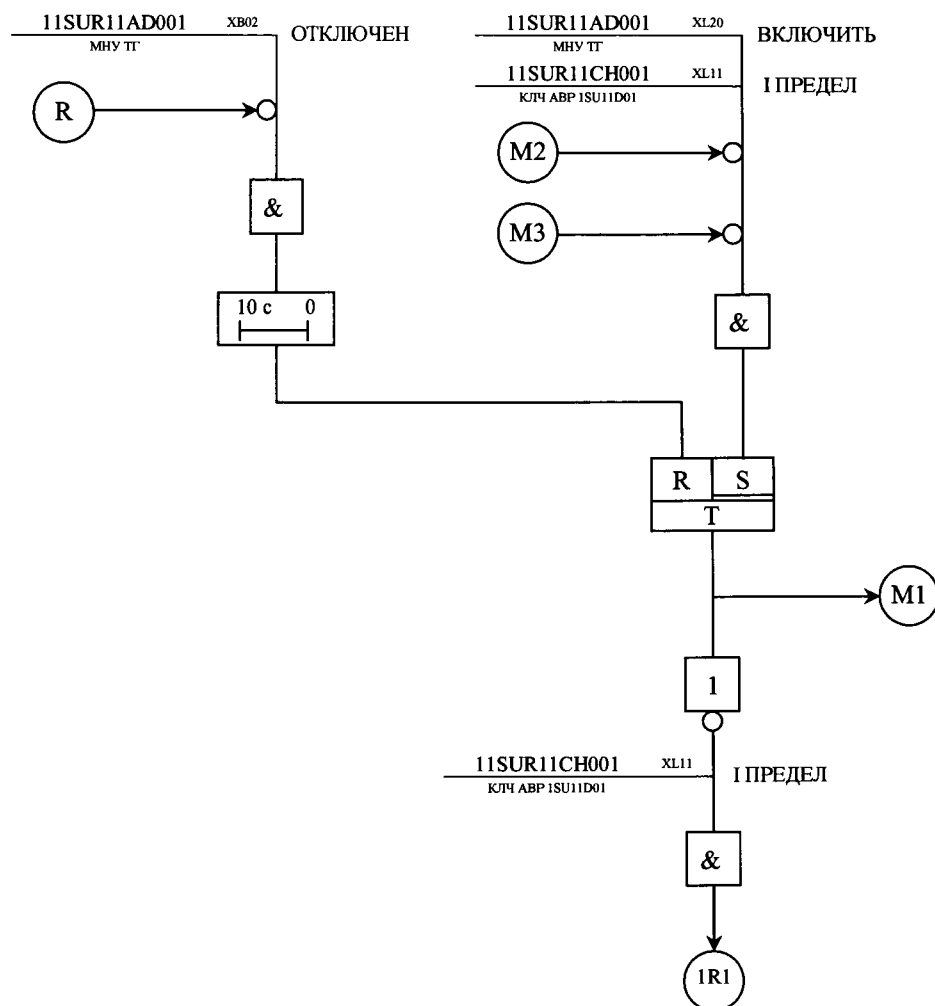 11SUR11AD001 XB02 ОТКЛЮЧЕН
МНУ ТГ
R
&
10 с 0
11SUR11AD001 XL20 ВКЛЮЧИТЬ
МНУ ТГ
11SUR11CH001 XL11 I ПРЕДЕЛ
КЛЧ АВР 1SU11D01
M2
M3
&
R S
T
M1
1
11SUR11CH001 XL11 I ПРЕДЕЛ
КЛЧ АВР 1SU11D01
&
1R1